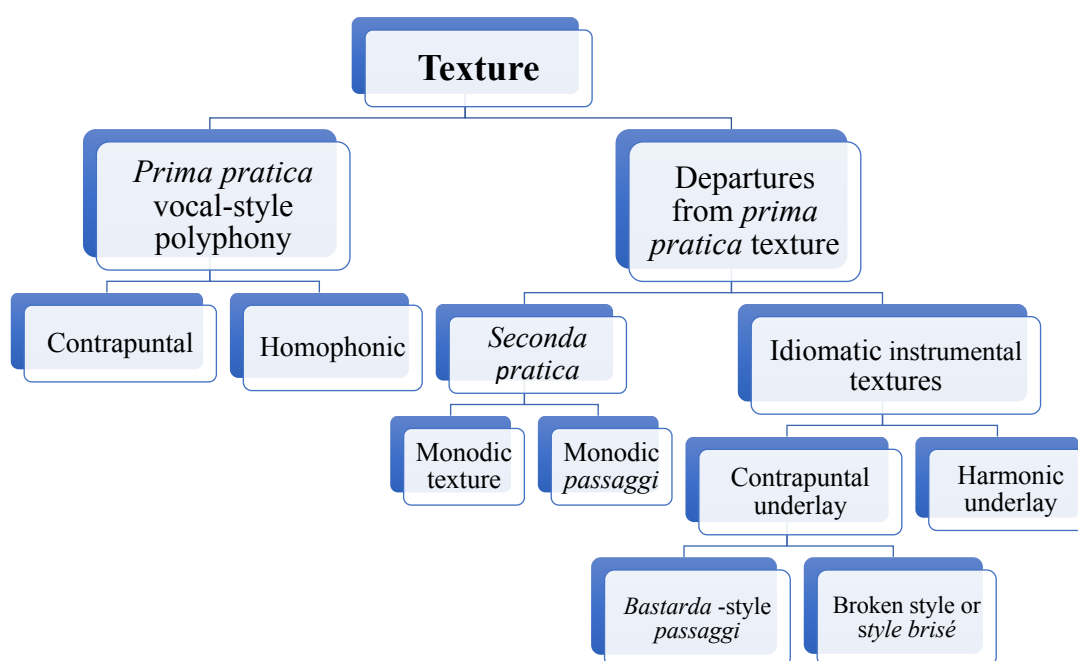 Texture
Prima pratica
vocal-style
polyphony
Departures
from prima
pratica texture
Contrapuntal
Homophonic
Seconda
pratica
Idiomatic instrumental
textures
Monodic
texture
Monodic
passaggi
Contrapuntal
underlay
Harmonic
underlay
Bastarda -style
passaggi
Broken style or
style brisé